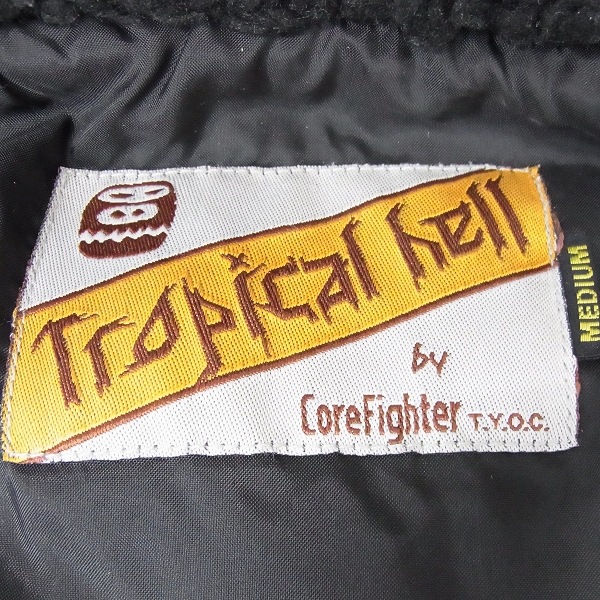 Tropical hell
by
CoreFighter T.Y.O.C.
MEDIUM